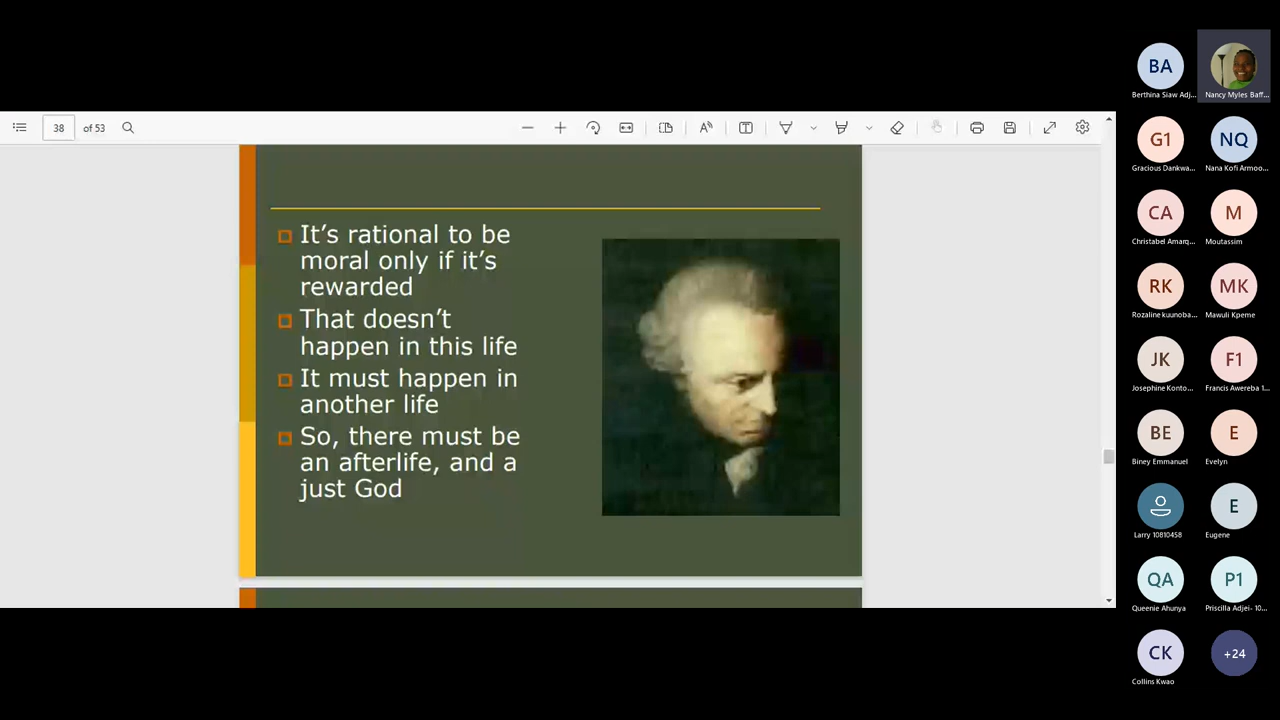 38
of 53
It's rational to be
moral only if it's
rewarded
That doesn't
happen in this life
It must happen in
another life
So, there must be
an afterlife, and a
just God
BA
Berthina Siaw Adj...
Nancy Myles Baff...
G1
Gracious Dankwa...
NQ
Nana Kofi Armoo...
CA
Christabel Amarq...
M
Moutassim
RK
Rozaline kuunoba...
MK
Mawuli Kpeme
JK
Josephine Konto...
F1
Francis Awereba 1...
BE
Biney Emmanuel
E
Evelyn
Larry 10810458
E
Eugene
QA
Queenie Ahunya
P1
Priscilla Adjei- 10...
CK
Collins Kwao
+24